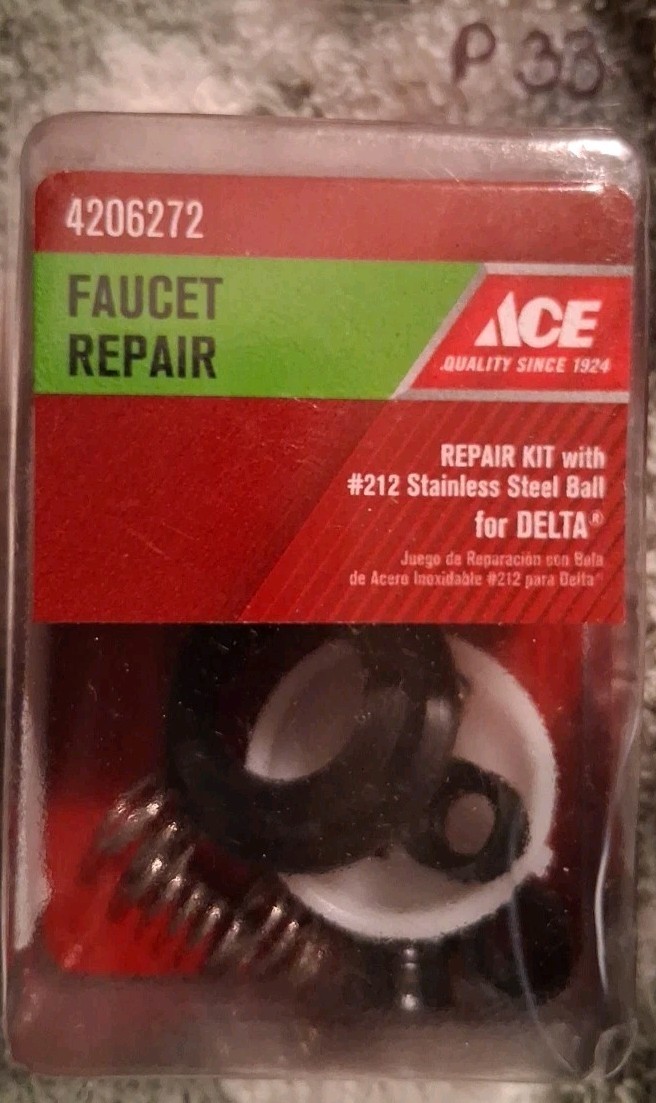 P 33
4206272
FAUCET
REPAIR
ACE
QUALITY SINCE 1924
REPAIR KIT with
#212 Stainless Steel Ball
for DELTA®
Juego de Reparación con Bola
de Acero Inoxidable #212 para Delta®